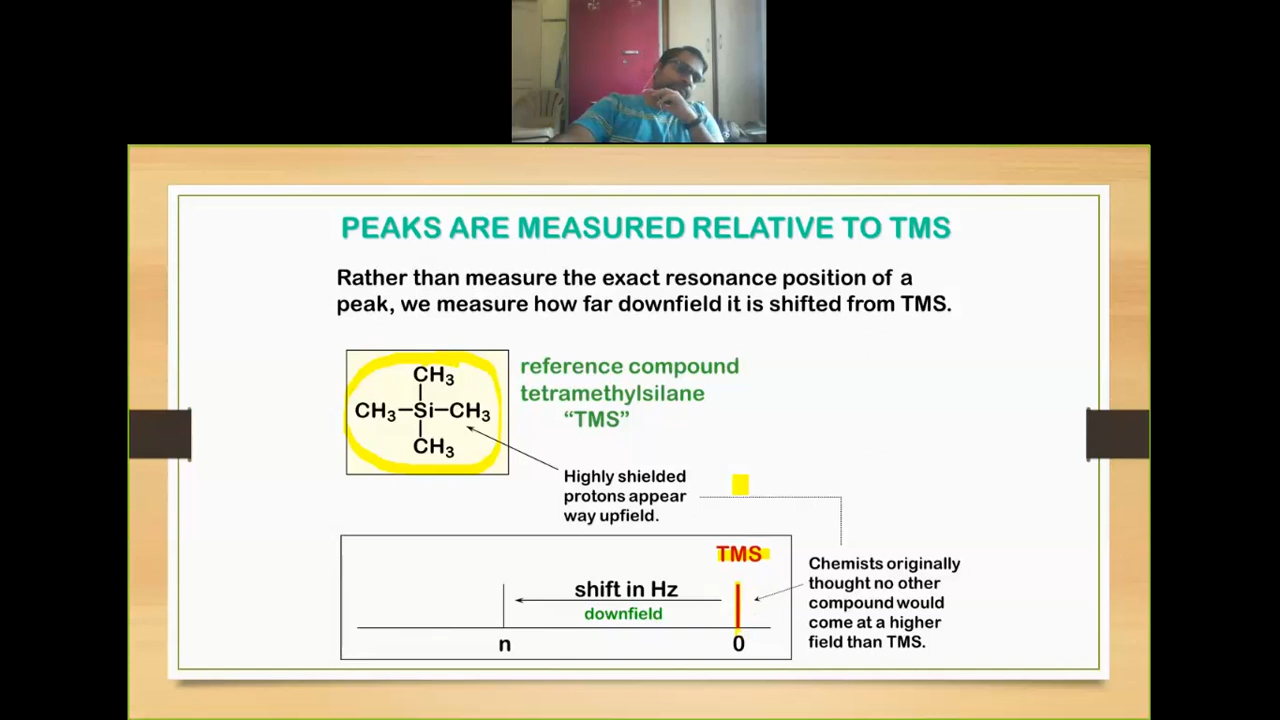 PEAKS ARE MEASURED RELATIVE TO TMS
Rather than measure the exact resonance position of a
peak, we measure how far downfield it is shifted from TMS.
CH₃
CH₃–Si–CH₃
CH₃
reference compound
tetramethylsilane
“TMS”
Highly shielded
protons appear
way upfield.
TMS
shift in Hz
downfield
n
0
Chemists originally
thought no other
compound would
come at a higher
field than TMS.